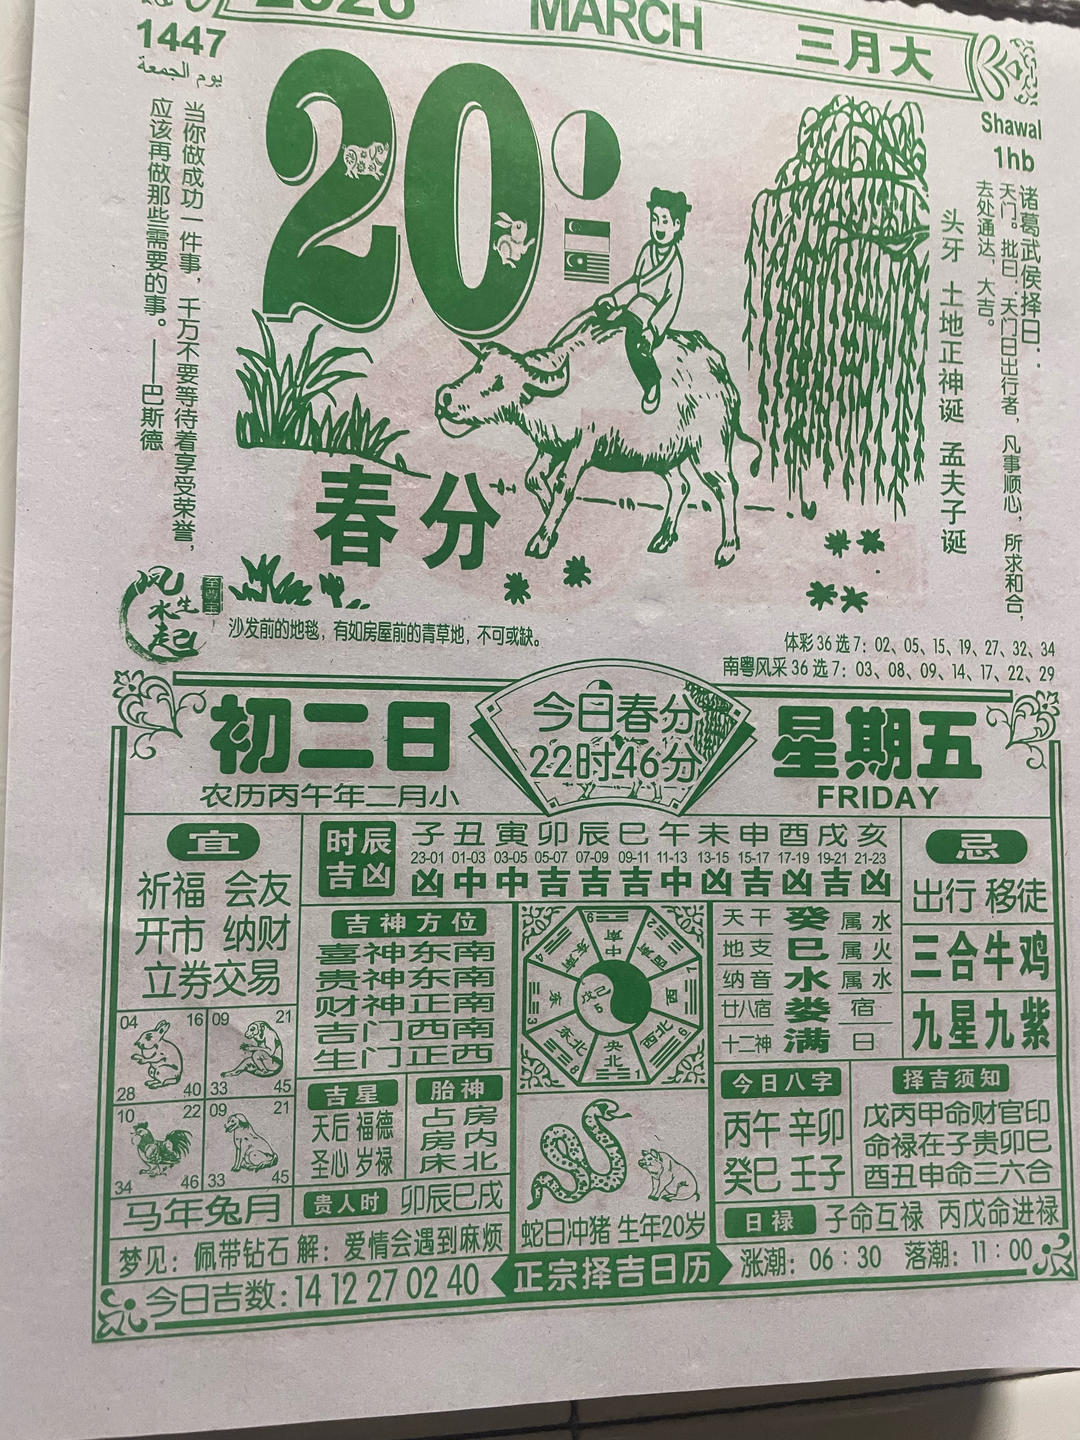 2026
MARCH
三月大
1447
يوم الجمعة
Shawal
1hb
20
当你做成功一件事，千万不要等待着享受荣誉，
应该再做那些需要的事。——巴斯德
诸葛武侯择日：
天门。批曰：天门日出行者，凡事顺心，所求和合，
去处通达，大吉。
头牙 土地正神诞 孟夫子诞
春分
风生水起
至尊宝
沙发前的地毯，有如房屋前的青草地，不可或缺。
体彩36选7：02、05、15、19、27、32、34
南粤风采36选7：03、08、09、14、17、22、29
初二日
农历丙午年二月小
今日春分
22时46分
星期五
FRIDAY
宜
祈福 会友
开市 纳财
立券交易
时辰吉凶
子 丑 寅 卯 辰 巳 午 未 申 酉 戌 亥
23-01 01-03 03-05 05-07 07-09 09-11 11-13 13-15 15-17 17-19 19-21 21-23
凶 中 中 吉 吉 吉 中 凶 吉 凶 吉 凶
忌
出行 移徒
三合牛鸡
九星九紫
吉神方位
喜神东南
贵神东南
财神正南
吉门西南
生门正西
天干 癸 属水
地支 巳 属火
纳音 水 属水
廿八宿 娄 宿
十二神 满 日
04 16 28 40
09 21 33 45
10 22 34 46
09 21 33 45
马年兔月
吉星
天后 福德
圣心 岁禄
胎神
占房
房内
床北
贵人时
卯辰巳戌
蛇日冲猪 生年20岁
今日八字
丙午 辛卯
癸巳 壬子
择吉须知
戊丙甲命财官印
命禄在子贵卯巳
酉丑申命三六合
日禄
子命互禄 丙戊命进禄
梦见：佩带钻石 解：爱情会遇到麻烦
今日吉数：14 12 27 02 40
正宗择吉日历
涨潮：06：30 落潮：11：00